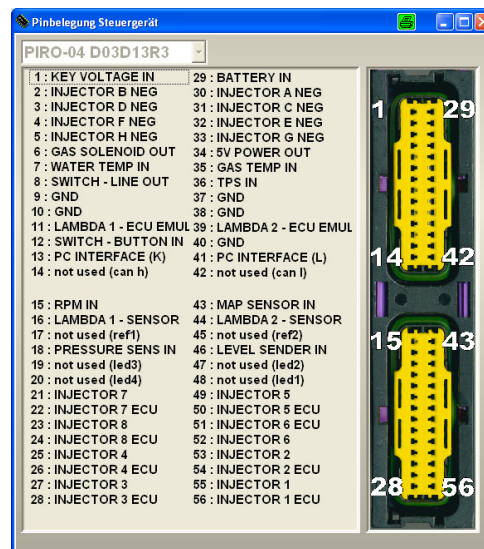 Pinbelegung Steuergerät
PIRO-04 D03D13R3
1 : KEY VOLTAGE IN
2 : INJECTOR B NEG
3 : INJECTOR D NEG
4 : INJECTOR F NEG
5 : INJECTOR H NEG
6 : GAS SOLENOID OUT
7 : WATER TEMP IN
8 : SWITCH - LINE OUT
9 : GND
10 : GND
11 : LAMBDA 1 - ECU EMUL
12 : SWITCH - BUTTON IN
13 : PC INTERFACE (K)
14 : not used (can h)
15 : RPM IN
16 : LAMBDA 1 - SENSOR
17 : not used (ref1)
18 : PRESSURE SENS IN
19 : not used (led3)
20 : not used (led4)
21 : INJECTOR 7
22 : INJECTOR 7 ECU
23 : INJECTOR 8
24 : INJECTOR 8 ECU
25 : INJECTOR 4
26 : INJECTOR 4 ECU
27 : INJECTOR 3
28 : INJECTOR 3 ECU
29 : BATTERY IN
30 : INJECTOR A NEG
31 : INJECTOR C NEG
32 : INJECTOR E NEG
33 : INJECTOR G NEG
34 : 5V POWER OUT
35 : GAS TEMP IN
36 : TPS IN
37 : GND
38 : GND
39 : LAMBDA 2 - ECU EMUL
40 : GND
41 : PC INTERFACE (L)
42 : not used (can l)
43 : MAP SENSOR IN
44 : LAMBDA 2 - SENSOR
45 : not used (ref2)
46 : LEVEL SENDER IN
47 : not used (led2)
48 : not used (led1)
49 : INJECTOR 5
50 : INJECTOR 5 ECU
51 : INJECTOR 6 ECU
52 : INJECTOR 6
53 : INJECTOR 2
54 : INJECTOR 2 ECU
55 : INJECTOR 1
56 : INJECTOR 1 ECU
1 29
14 42
15 43
28 56